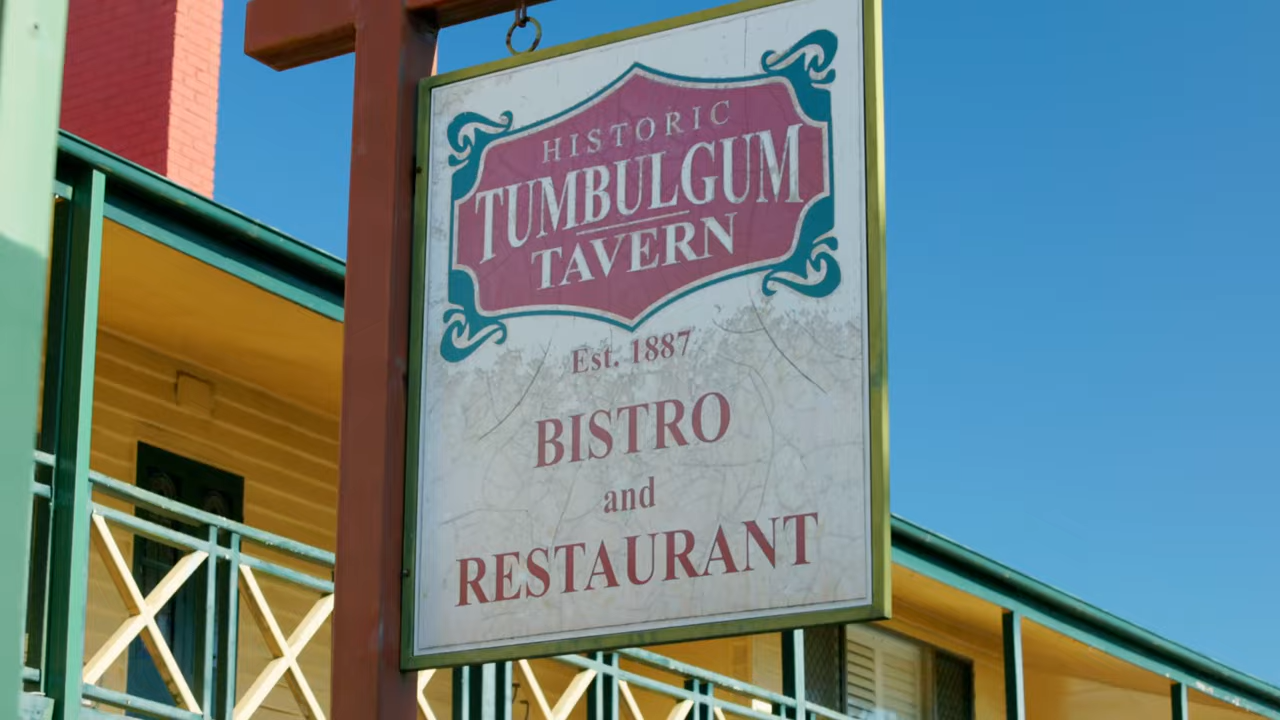 HISTORIC
TUMBULGUM
TAVERN
Est. 1887
BISTRO
and
RESTAURANT